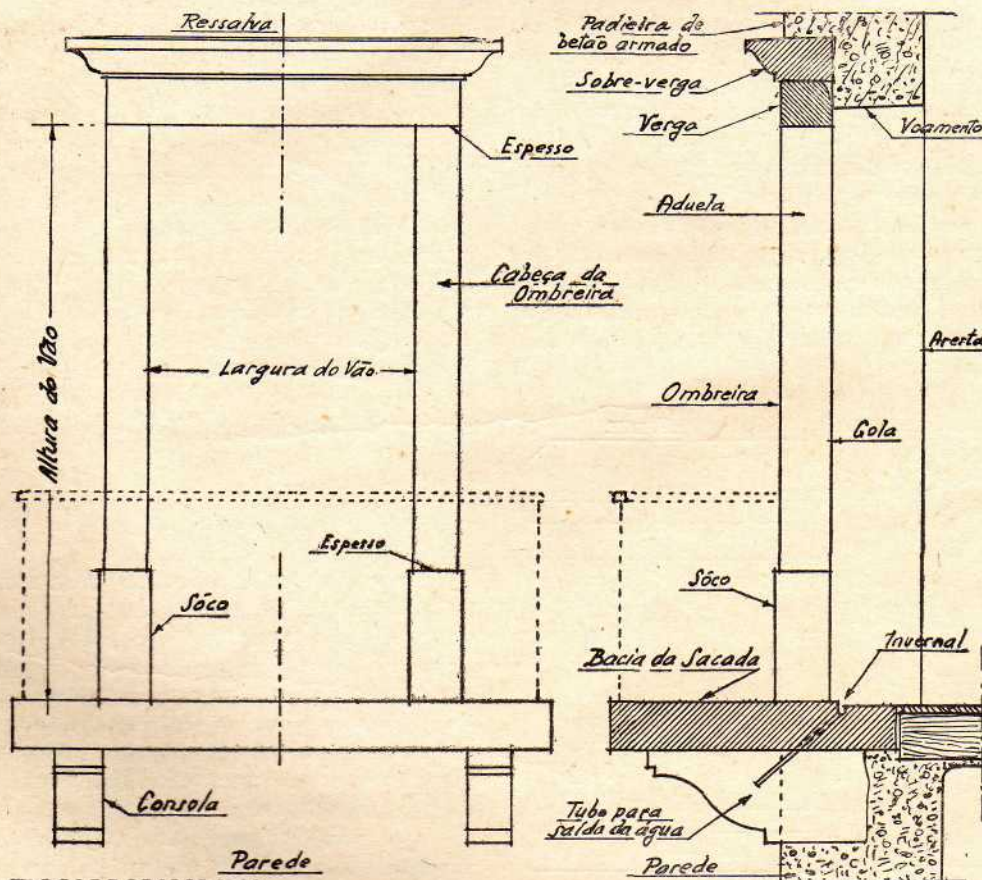 Ressalva
Espesso
Cabeça da
Ombreira
Altura do Vão
Largura do Vão
Espesso
Sôco
Consola
Parede
Padieira de
betão armado
Sobre-verga
Verga
Voamento
Aduela
Aresta
Ombreira
Gola
Sôco
Bacia da Sacada
Invernal
Tubo para
saída da água
Parede